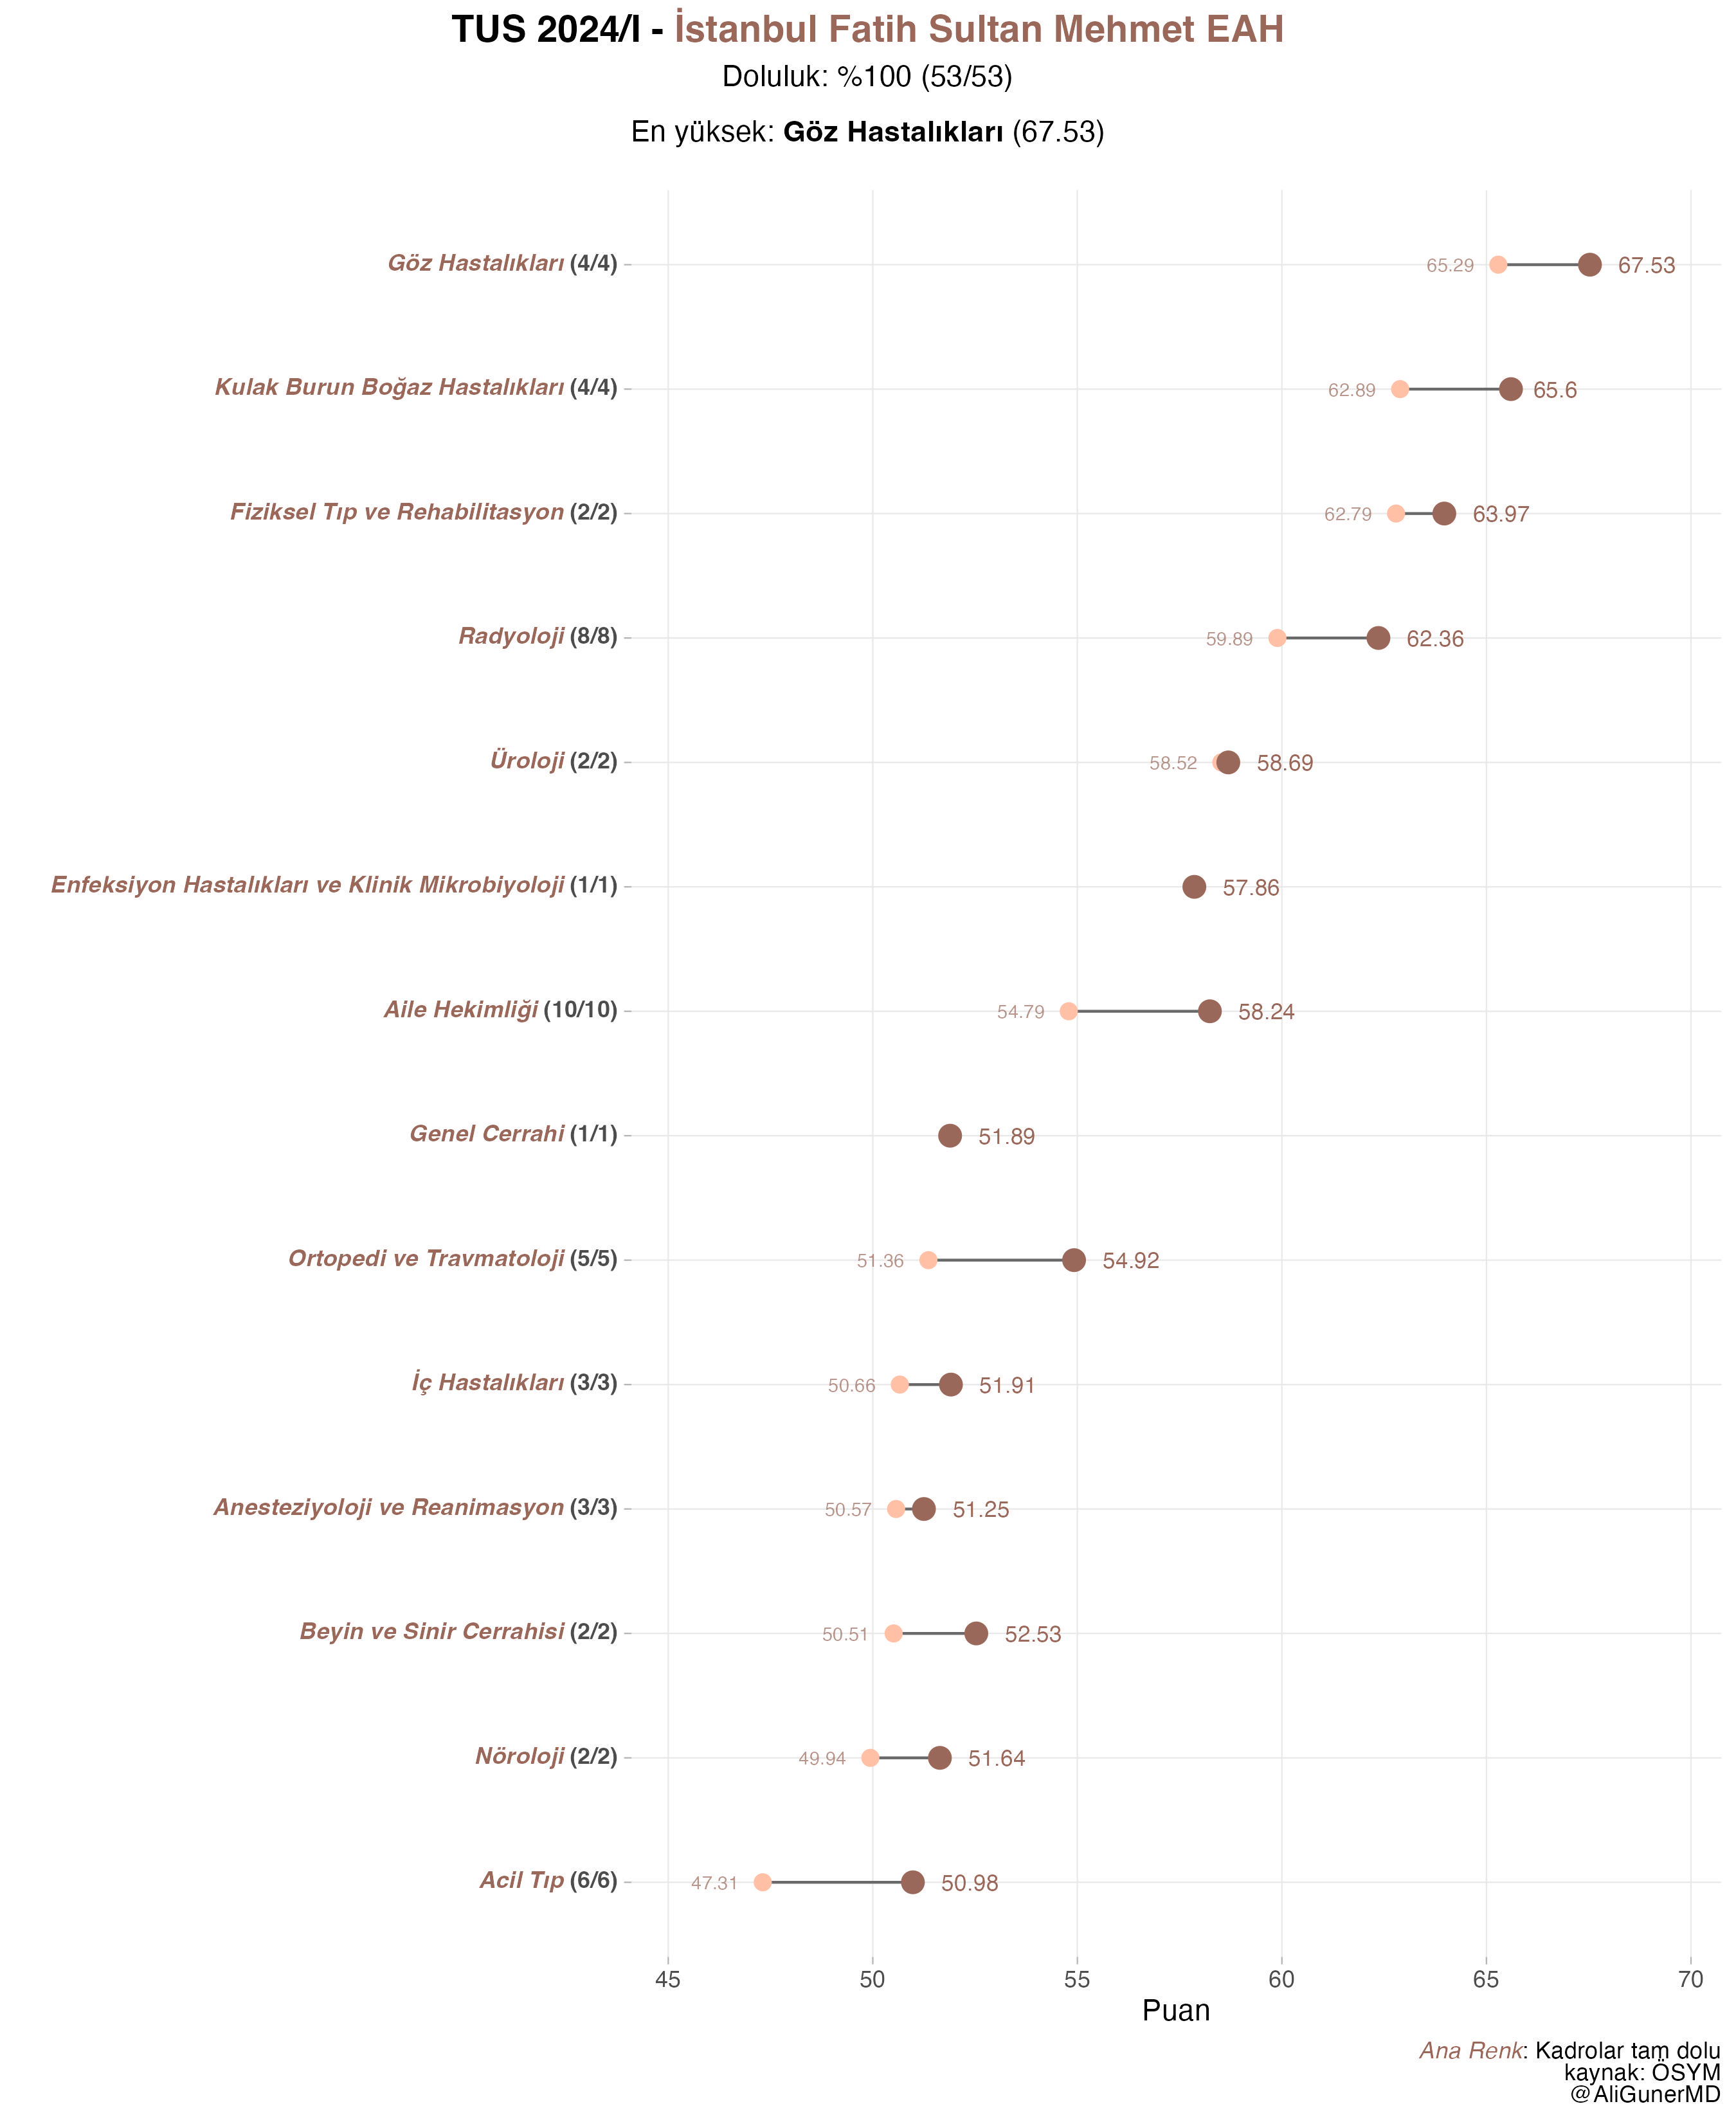 TUS 2024/I - İstanbul Fatih Sultan Mehmet EAH
Doluluk: %100 (53/53)
En yüksek: Göz Hastalıkları (67.53)
Göz Hastalıkları (4/4) 65.29 67.53
Kulak Burun Boğaz Hastalıkları (4/4) 62.89 65.6
Fiziksel Tıp ve Rehabilitasyon (2/2) 62.79 63.97
Radyoloji (8/8) 59.89 62.36
Üroloji (2/2) 58.52 58.69
Enfeksiyon Hastalıkları ve Klinik Mikrobiyoloji (1/1) 57.86
Aile Hekimliği (10/10) 54.79 58.24
Genel Cerrahi (1/1) 51.89
Ortopedi ve Travmatoloji (5/5) 51.36 54.92
İç Hastalıkları (3/3) 50.66 51.91
Anesteziyoloji ve Reanimasyon (3/3) 50.57 51.25
Beyin ve Sinir Cerrahisi (2/2) 50.51 52.53
Nöroloji (2/2) 49.94 51.64
Acil Tıp (6/6) 47.31 50.98
45 50 55 60 65 70
Puan
Ana Renk: Kadrolar tam dolu
kaynak: ÖSYM
@AliGunerMD